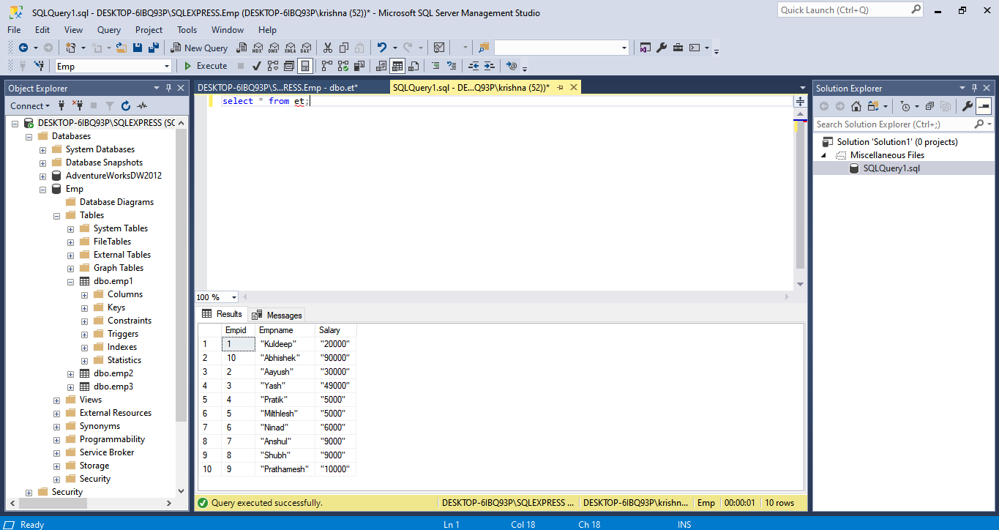 SQLQuery1.sql - DESKTOP-6IBQ93P\SQLEXPRESS.Emp (DESKTOP-6IBQ93P\krishna (52))* - Microsoft SQL Server Management Studio
Quick Launch (Ctrl+Q)
File Edit View Query Project Tools Window Help
New Query MDX DMX XMLA DAX
Emp Execute
Object Explorer
Connect
DESKTOP-6IBQ93P\SQLEXPRESS (SC
Databases
System Databases
Database Snapshots
AdventureWorksDW2012
Emp
Database Diagrams
Tables
System Tables
FileTables
External Tables
Graph Tables
dbo.emp1
Columns
Keys
Constraints
Triggers
Indexes
Statistics
dbo.emp2
dbo.emp3
Views
External Resources
Synonyms
Programmability
Service Broker
Storage
Security
Security
DESKTOP-6IBQ93P\S...RESS.Emp - dbo.et* SQLQuery1.sql - DE...Q93P\krishna (52))*
select * from et;
100 %
Results Messages
Empid Empname Salary
1 1 "Kuldeep" "20000"
2 10 "Abhishek" "90000"
3 2 "Aayush" "30000"
4 3 "Yash" "49000"
5 4 "Pratik" "5000"
6 5 "Milthlesh" "5000"
7 6 "Ninad" "6000"
8 7 "Anshul" "9000"
9 8 "Shubh" "9000"
10 9 "Prathamesh" "10000"
Query executed successfully. DESKTOP-6IBQ93P\SQLEXPRESS ... DESKTOP-6IBQ93P\krishn... Emp 00:00:01 10 rows
Solution Explorer
Search Solution Explorer (Ctrl+;)
Solution 'Solution1' (0 projects)
Miscellaneous Files
SQLQuery1.sql
Ready Ln 1 Col 18 Ch 18 INS